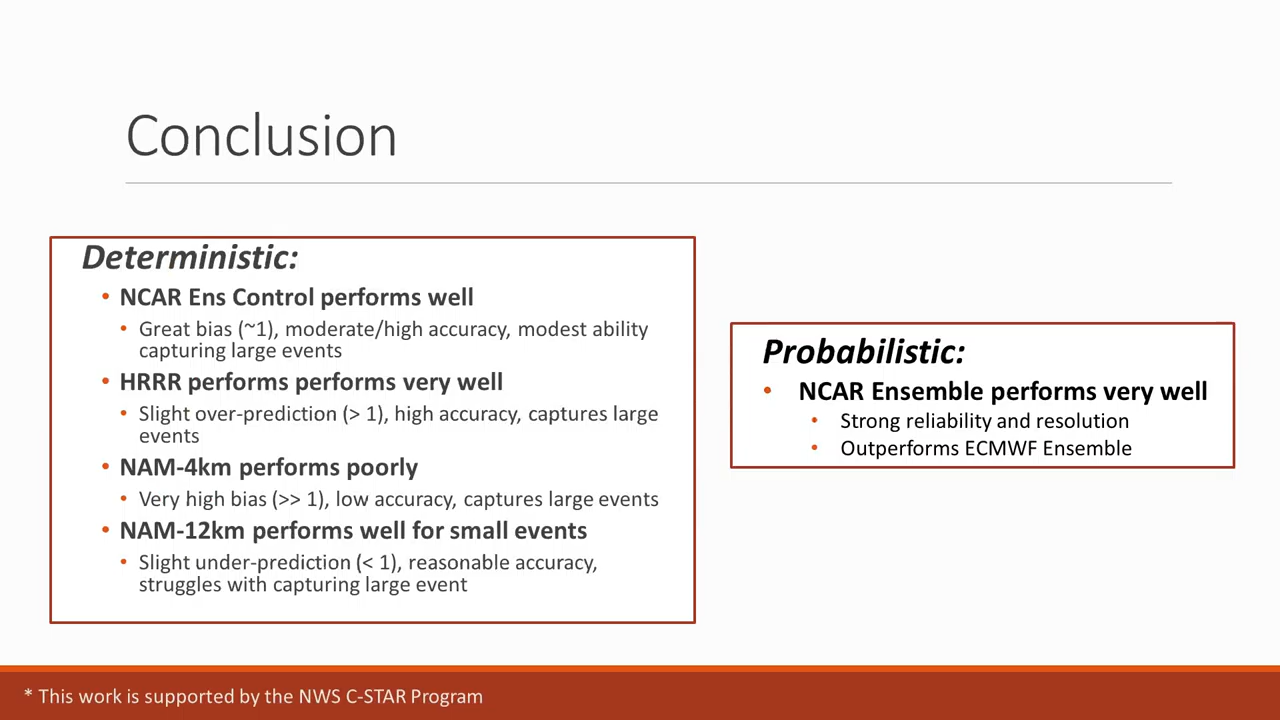 Conclusion
Deterministic:
• NCAR Ens Control performs well
• Great bias (~1), moderate/high accuracy, modest ability
capturing large events
• HRRR performs performs very well
• Slight over-prediction (> 1), high accuracy, captures large
events
• NAM-4km performs poorly
• Very high bias (>> 1), low accuracy, captures large events
• NAM-12km performs well for small events
• Slight under-prediction (< 1), reasonable accuracy,
struggles with capturing large event
Probabilistic:
• NCAR Ensemble performs very well
• Strong reliability and resolution
• Outperforms ECMWF Ensemble
* This work is supported by the NWS C-STAR Program